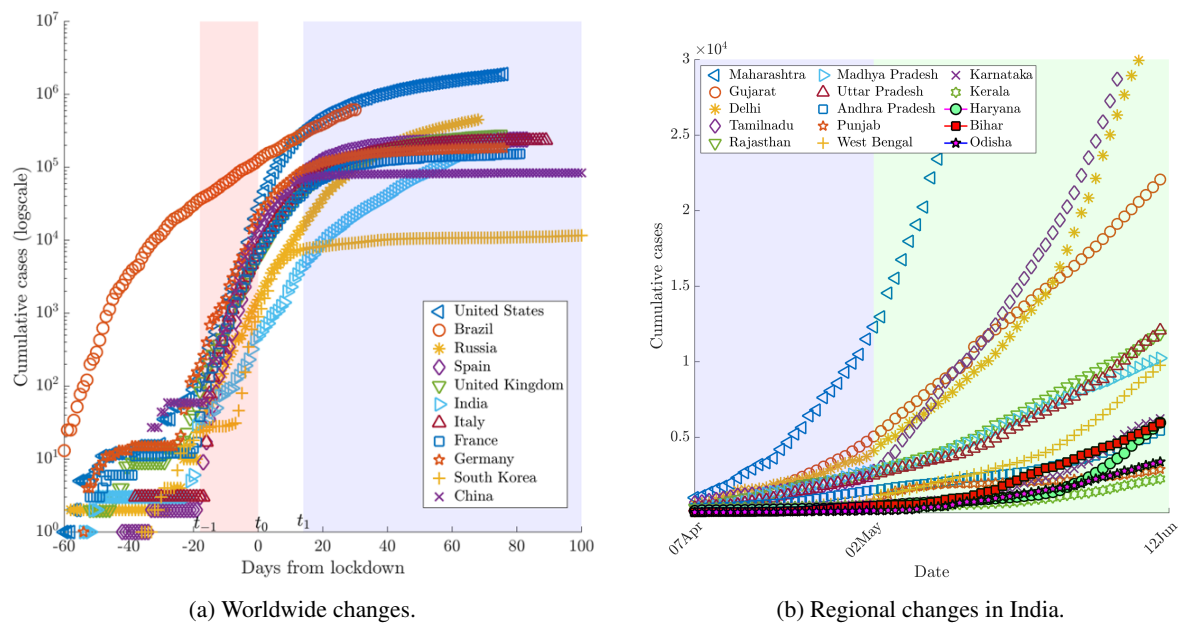 10^7
10^6
10^5
10^4
10^3
10^2
10^1
10^0
Cumulative cases (logscale)
United States
Brazil
Russia
Spain
United Kingdom
India
Italy
France
Germany
South Korea
China
t_{-1} t_0 t_1
-60 -40 -20 0 20 40 60 80 100
Days from lockdown
(a) Worldwide changes.
×10^4
3
2.5
2
1.5
1
0.5
Cumulative cases
Maharashtra Madhya Pradesh Karnataka
Gujarat Uttar Pradesh Kerala
Delhi Andhra Pradesh Haryana
Tamilnadu Punjab Bihar
Rajasthan West Bengal Odisha
07Apr 02May 12Jun
Date
(b) Regional changes in India.